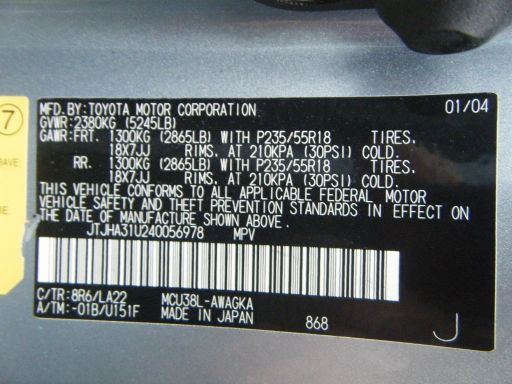 MFD.BY:TOYOTA MOTOR CORPORATION 01/04
GVWR:2380KG (5245LB)
GAWR:FRT. 1300KG (2865LB) WITH P235/55R18 TIRES,
18X7JJ RIMS, AT 210KPA (30PSI) COLD.
RR. 1300KG (2865LB) WITH P235/55R18 TIRES,
18X7JJ RIMS, AT 210KPA (30PSI) COLD.
THIS VEHICLE CONFORMS TO ALL APPLICABLE FEDERAL MOTOR
VEHICLE SAFETY AND THEFT PREVENTION STANDARDS IN EFFECT ON
THE DATE OF MANUFACTURE SHOWN ABOVE.
JTJHA31U240056978 MPV
C/TR:8R6/LA22 MCU38L-AWAGKA
A/TM:-01B/U151F MADE IN JAPAN 868 J
7